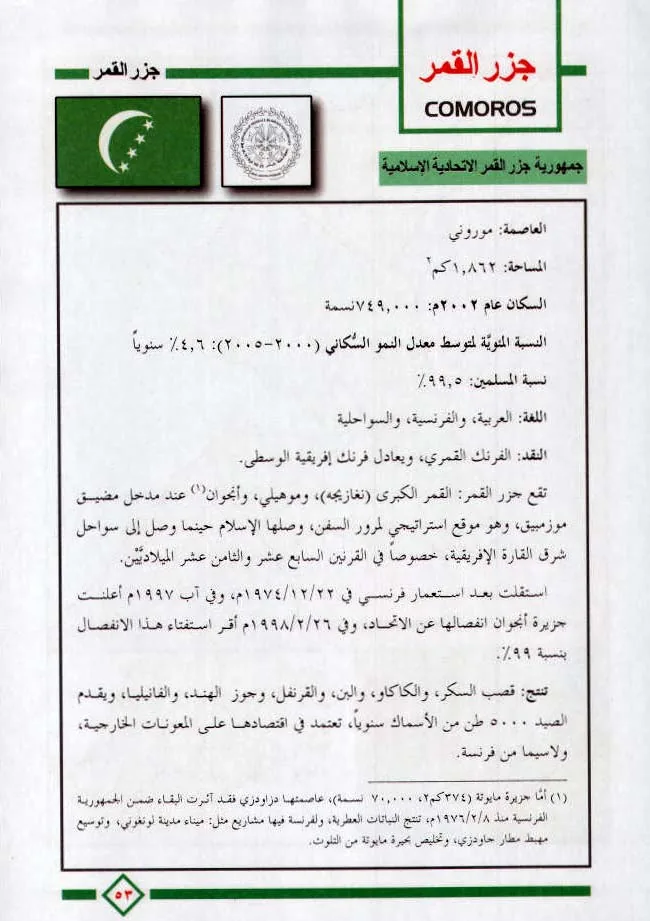 جزر القمر
COMOROS
جزر القمر
جمهورية جزر القمر الاتحادية الإسلامية
العاصمة: موروني
المساحة: ١,٨٦٢كم٢
السكان عام ٢٠٠٢م: ٧٤٩,٠٠٠نسمة
النسبة المئويَّة لمتوسط معدل النمو السُّكاني (٢٠٠٠-٢٠٠٥): ٤,٦٪ سنوياً
نسبة المسلمين: ٩٩,٥٪
اللغة: العربية، والفرنسية، والسواحلية
النقد: الفرنك القمري، ويعادل فرنك إفريقية الوسطى.
تقع جزر القمر: القمر الكبرى (نغازيجه)، وموهيلي، وأنجوان(١) عند مدخل مضيق
موزمبيق، وهو موقع استراتيجي لمرور السفن، وصلها الإسلام حينما وصل إلى سواحل
شرق القارة الإفريقية، خصوصاً في القرنين السابع عشر والثامن عشر الميلاديَّيْن.
استقلت بعد استعمار فرنسي في ١٩٧٤/١٢/٢٢م، وفي آب ١٩٩٧م أعلنت
جزيرة أنجوان انفصالها عن الاتحاد، وفي ١٩٩٨/٢/٢٦م أقر استفتاء هذا الانفصال
بنسبة ٩٩٪.
تنتج: قصب السكر، والكاكاو، والبن، والقرنفل، وجوز الهند، والفانيليا، ويقدم
الصيد ٥٠٠٠ طن من الأسماك سنوياً، تعتمد في اقتصادها على المعونات الخارجية،
ولاسيما من فرنسة.
(١) أمَّا جزيرة مايوتة (٣٧٤كم٢، ٧٠,٠٠٠ نسمة)، عاصمتها دزاودزي فقد آثرت البقاء ضمن الجمهورية
الفرنسية منذ ١٩٧٦/٢/٨م، تنتج النباتات العطرية، ولفرنسة فيها مشاريع مثل: ميناء مدينة لونغوني، وتوسيع
مهبط مطار جاودزي، وتخليص بحيرة مايوتة من التلوث.
٥٣